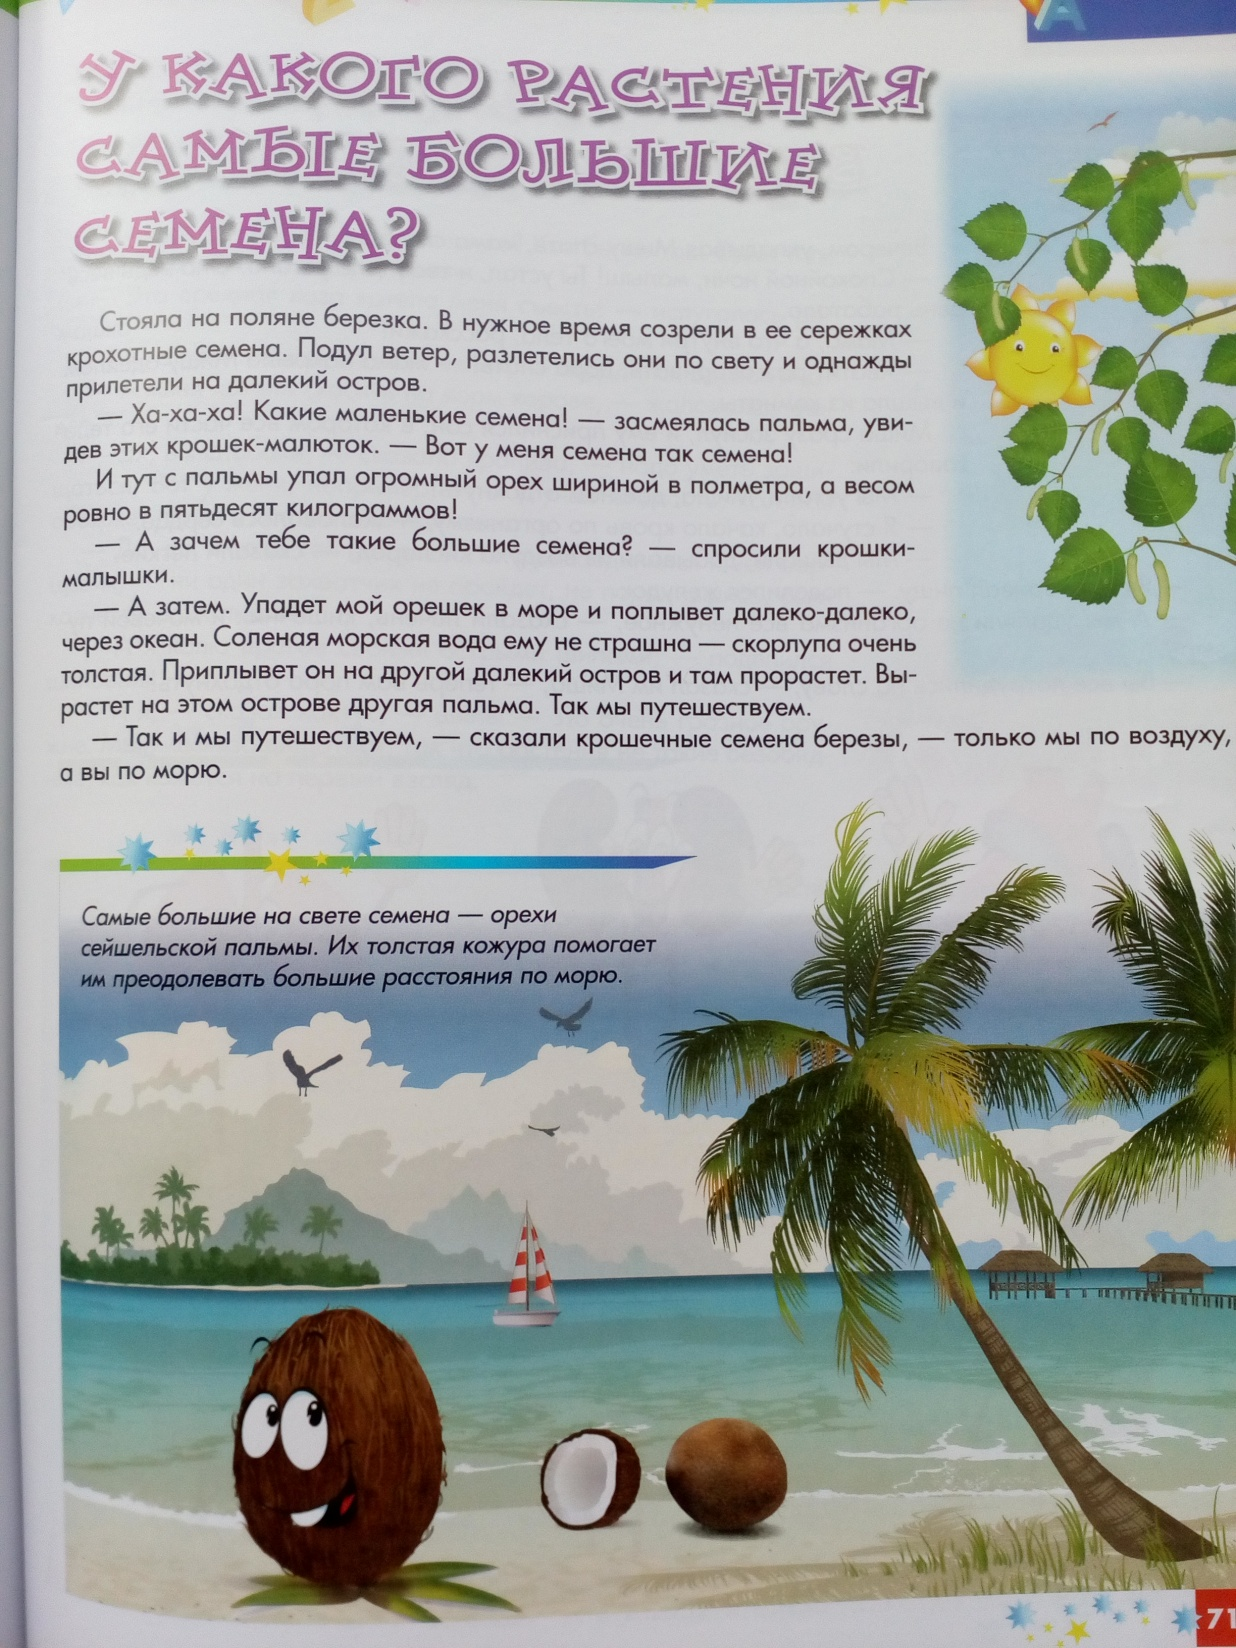 А
У КАКОГО РАСТЕНИЯ
САМЫЕ БОЛЬШИЕ
СЕМЕНА?
Стояла на поляне березка. В нужное время созрели в ее сережках
крохотные семена. Подул ветер, разлетелись они по свету и однажды
прилетели на далекий остров.
— Ха-ха-ха! Какие маленькие семена! — засмеялась пальма, уви-
дев этих крошек-малюток. — Вот у меня семена так семена!
И тут с пальмы упал огромный орех шириной в полметра, а весом
ровно в пятьдесят килограммов!
— А зачем тебе такие большие семена? — спросили крошки-
малышки.
— А затем. Упадет мой орешек в море и поплывет далеко-далеко,
через океан. Соленая морская вода ему не страшна — скорлупа очень
толстая. Приплывет он на другой далекий остров и там прорастет. Вы-
растет на этом острове другая пальма. Так мы путешествуем.
— Так и мы путешествуем, — сказали крошечные семена березы, — только мы по воздуху,
а вы по морю.
Самые большие на свете семена — орехи
сейшельской пальмы. Их толстая кожура помогает
им преодолевать большие расстояния по морю.
71